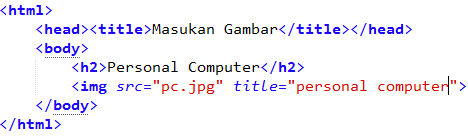 <html>
<head><title>Masukan Gambar</title></head>
<body>
<h2>Personal Computer</h2>
<img src="pc.jpg" title="personal computer">
</body>
</html>